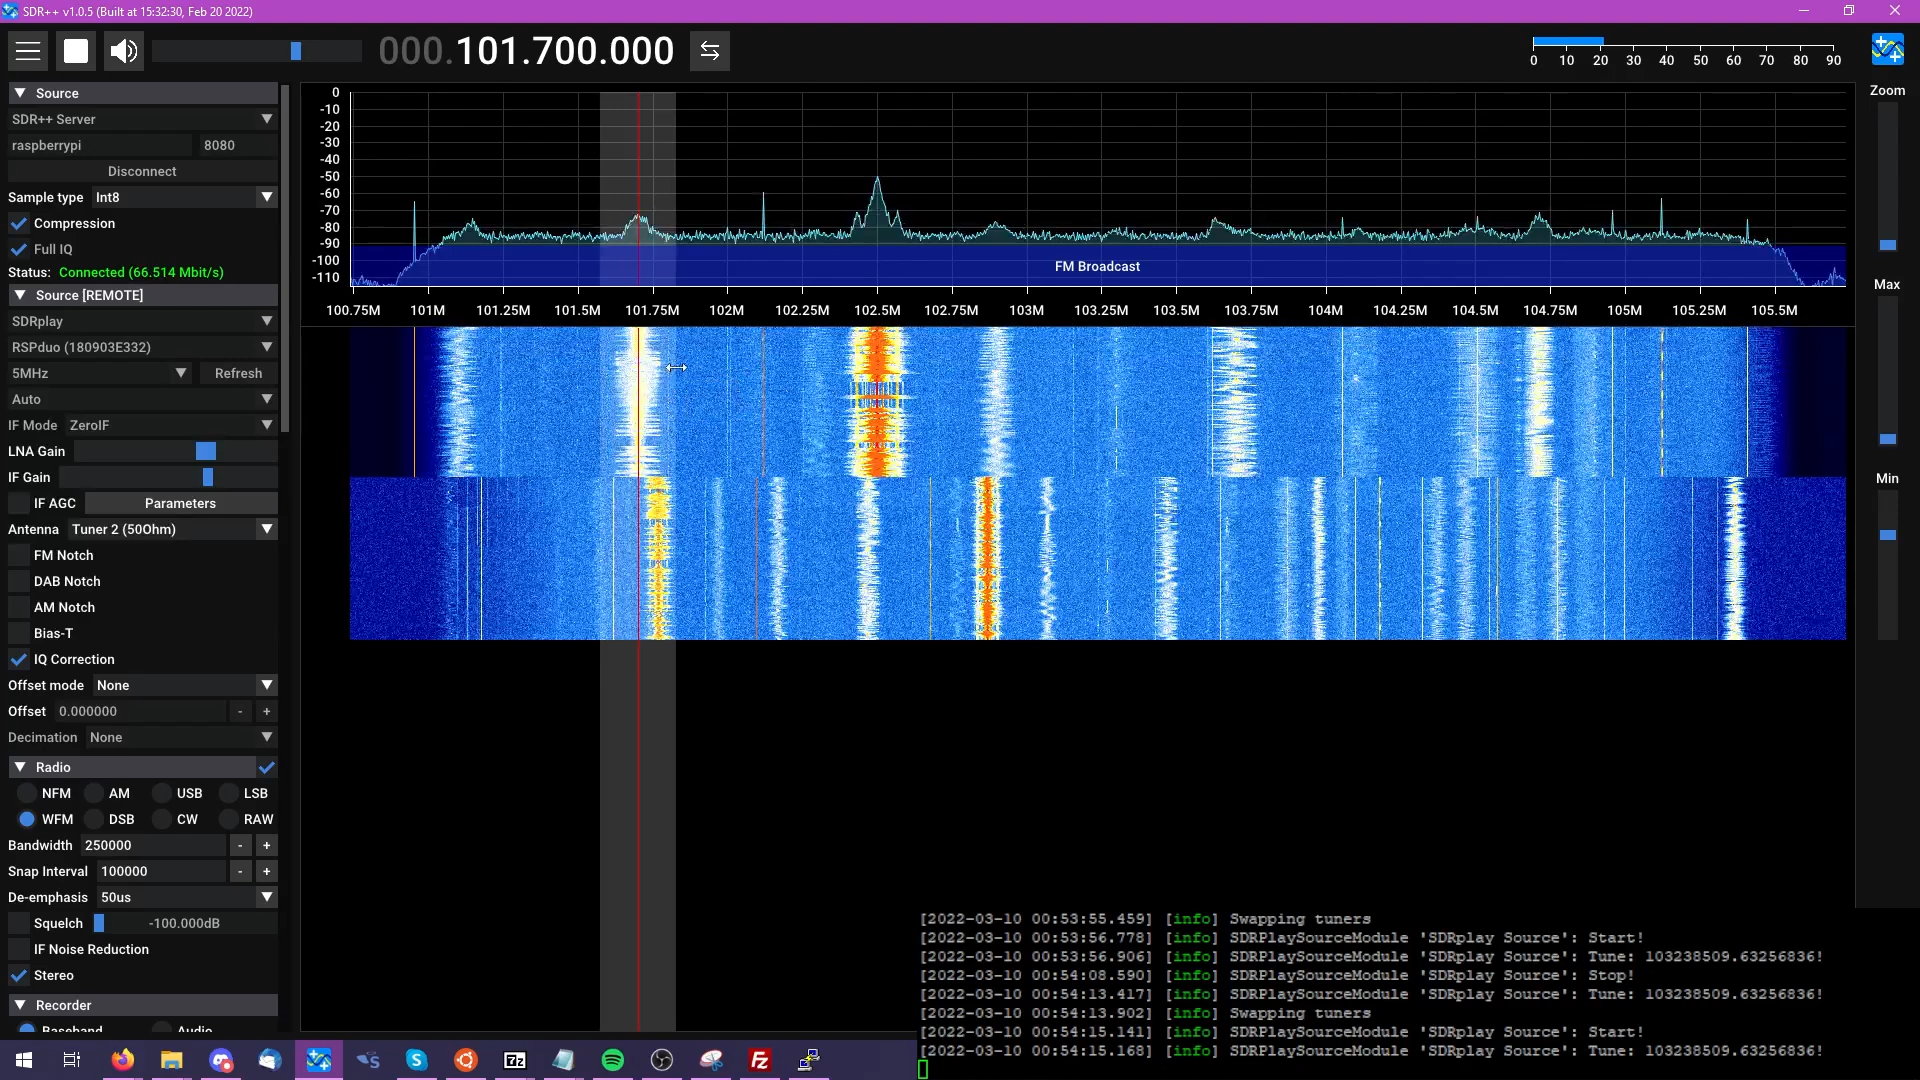 SDR++ v1.0.5 (Built at 15:32:30, Feb 20 2022)
000.101.700.000
0 10 20 30 40 50 60 70 80 90
Source
SDR++ Server
raspberrypi 8080
Disconnect
Sample type Int8
Compression
Full IQ
Status: Connected (66.514 Mbit/s)
Source [REMOTE]
SDRplay
RSPduo (180903E332)
5MHz Refresh
Auto
IF Mode ZeroIF
LNA Gain
IF Gain
IF AGC Parameters
Antenna Tuner 2 (50Ohm)
FM Notch
DAB Notch
AM Notch
Bias-T
IQ Correction
Offset mode None
Offset 0.000000 - +
Decimation None
Radio
NFM AM USB LSB
WFM DSB CW RAW
Bandwidth 250000 - +
Snap Interval 100000 - +
De-emphasis 50us
Squelch -100.000dB
IF Noise Reduction
Stereo
Recorder
Baseband Audio
0
-10
-20
-30
-40
-50
-60
-70
-80
-90
-100
-110
FM Broadcast
100.75M 101M 101.25M 101.5M 101.75M 102M 102.25M 102.5M 102.75M 103M 103.25M 103.5M 103.75M 104M 104.25M 104.5M 104.75M 105M 105.25M 105.5M
Zoom
Max
Min
[2022-03-10 00:53:55.459] [info] Swapping tuners
[2022-03-10 00:53:56.778] [info] SDRPlaySourceModule 'SDRplay Source': Start!
[2022-03-10 00:53:56.906] [info] SDRPlaySourceModule 'SDRplay Source': Tune: 103238509.63256836!
[2022-03-10 00:54:08.590] [info] SDRPlaySourceModule 'SDRplay Source': Stop!
[2022-03-10 00:54:13.417] [info] SDRPlaySourceModule 'SDRplay Source': Tune: 103238509.63256836!
[2022-03-10 00:54:13.902] [info] Swapping tuners
[2022-03-10 00:54:15.141] [info] SDRPlaySourceModule 'SDRplay Source': Start!
[2022-03-10 00:54:15.168] [info] SDRPlaySourceModule 'SDRplay Source': Tune: 103238509.63256836!
S
7z
Fz